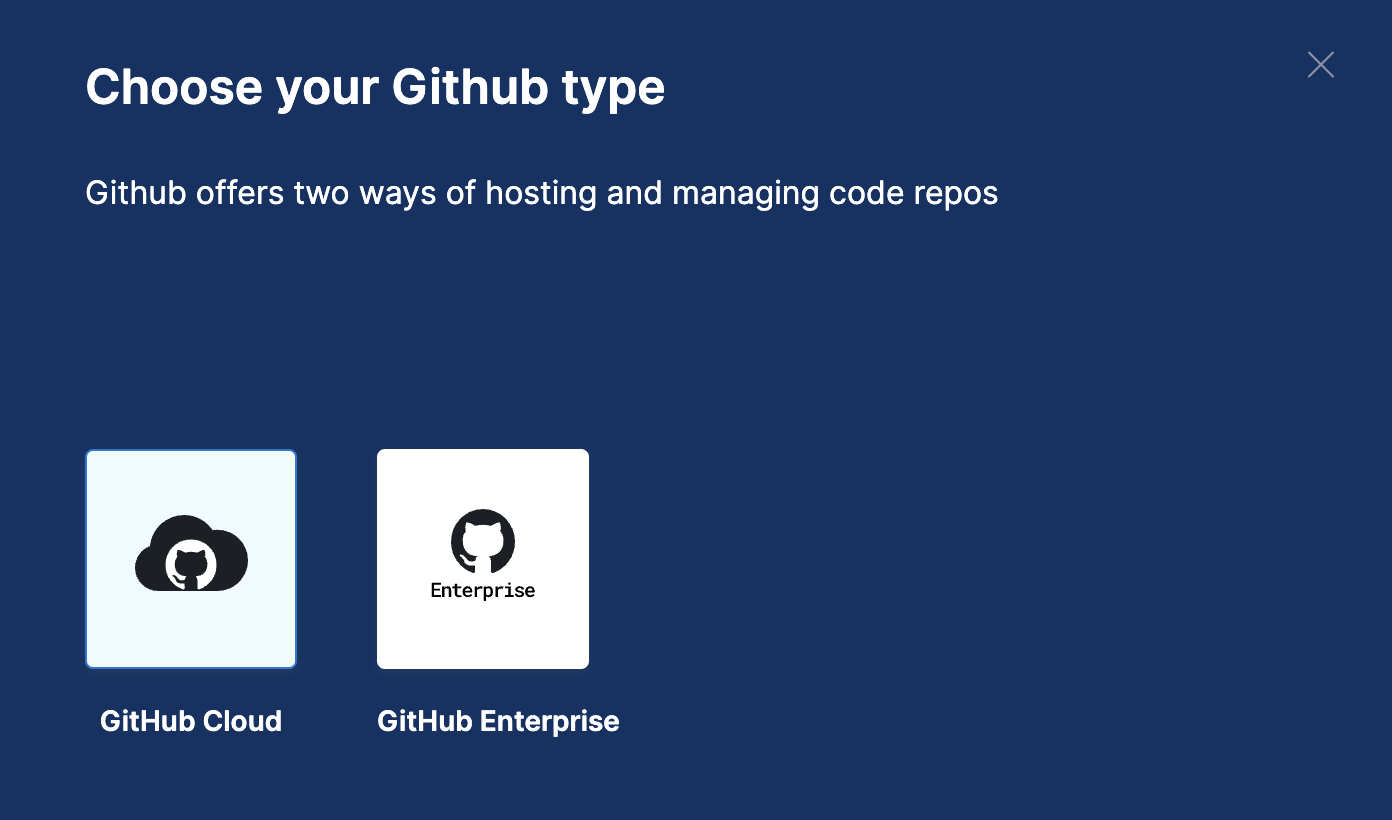 Choose your Github type
Github offers two ways of hosting and managing code repos
Enterprise
GitHub Cloud
GitHub Enterprise